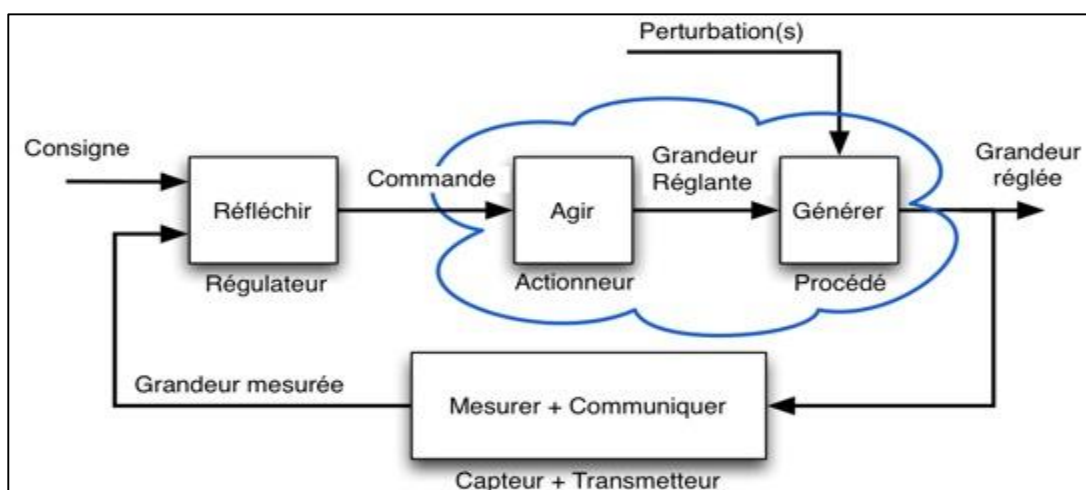 Perturbation(s)
Consigne
Commande
Grandeur
Réglante
Grandeur
réglée
Réfléchir
Agir
Générer
Régulateur
Actionneur
Procédé
Grandeur mesurée
Mesurer + Communiquer
Capteur + Transmetteur